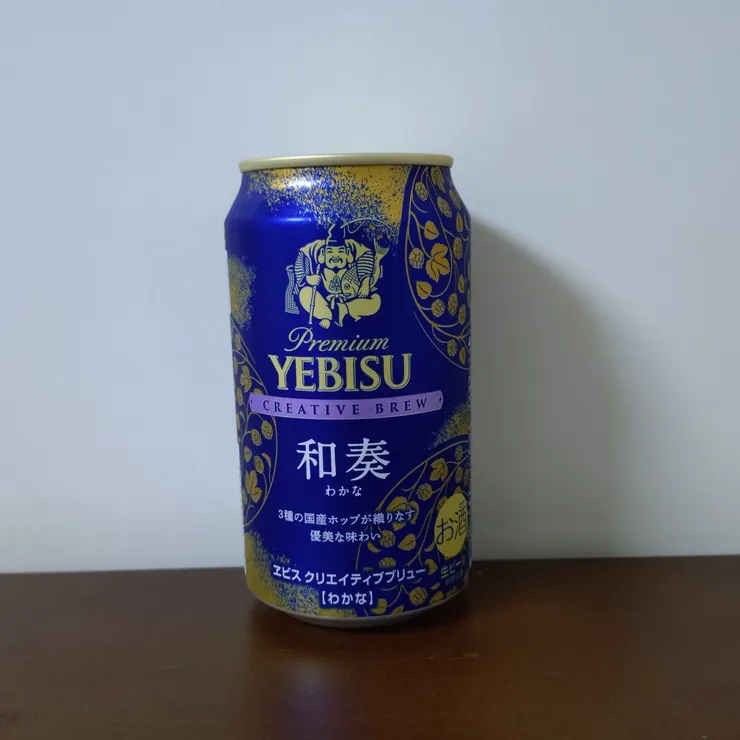 Premium
YEBISU
CREATIVE BREW
和奏
わかな
3種の国産ホップが織りなす
優美な味わい
お酒
ヱビス クリエイティブブリュー
【わかな】
生ビール